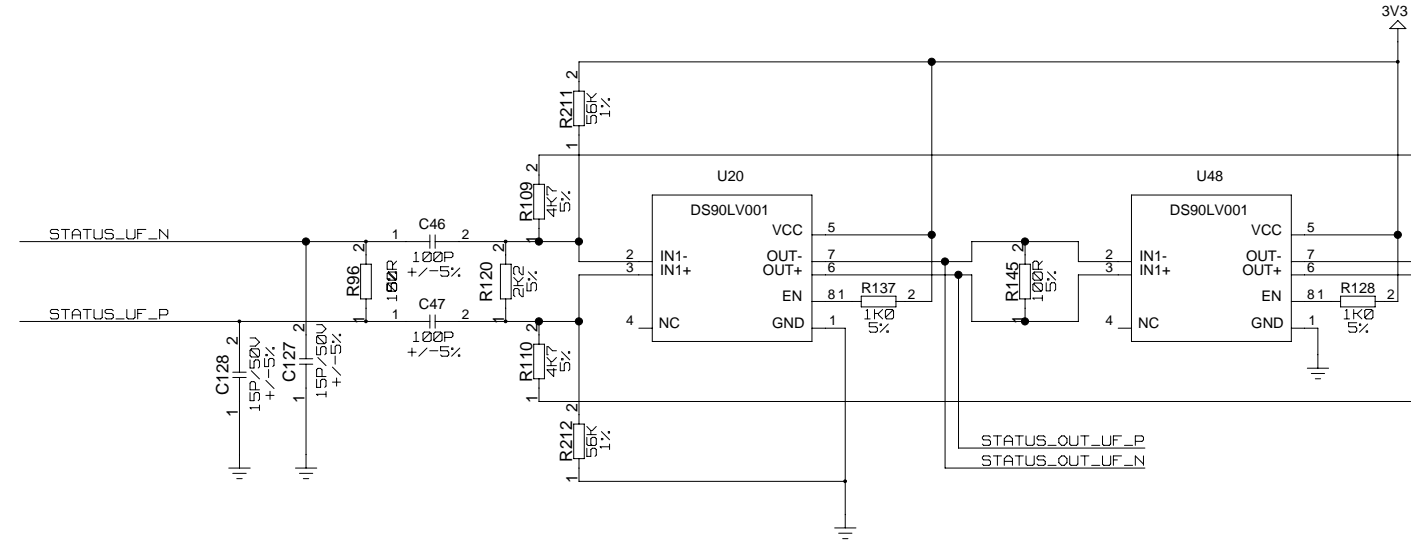 3V3
2
R211
56K
1%
1
2
R109
4K7
5%
1
U20
DS90LV001
VCC
5
2
IN1-
OUT-
7
3
IN1+
OUT+
6
EN
8
1
R137
2
1K0
5%
4
NC
GND
1
U48
DS90LV001
VCC
5
2
IN1-
OUT-
7
3
IN1+
OUT+
6
EN
8
1
R128
2
1K0
5%
4
NC
GND
1
STATUS_UF_N
STATUS_UF_P
2
R96
1
1
C46
2
100P
+/-5%
2
R120
2K2
5%
1
1
C47
2
100P
+/-5%
2
R145
100R
5%
1
2
C128
15P/50V
+/-5%
1
2
C127
15P/50V
+/-5%
1
2
R110
4K7
5%
1
2
R212
56K
1%
1
STATUS_OUT_UF_P
STATUS_OUT_UF_N